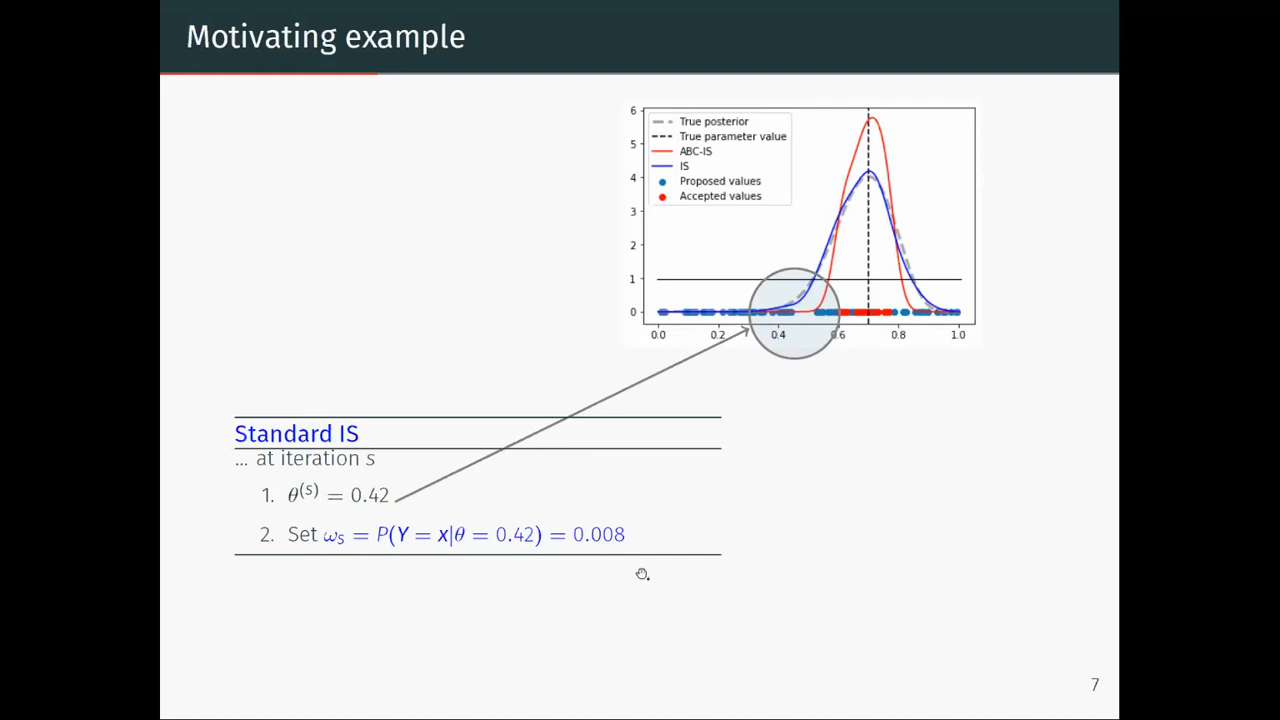 Motivating example
6
5
4
3
2
1
0
True posterior
True parameter value
ABC-IS
IS
Proposed values
Accepted values
0.0 0.2 0.4 0.6 0.8 1.0
Standard IS
... at iteration s
1. θ^(s) = 0.42
2. Set ω_s = P(Y = x|θ = 0.42) = 0.008
7